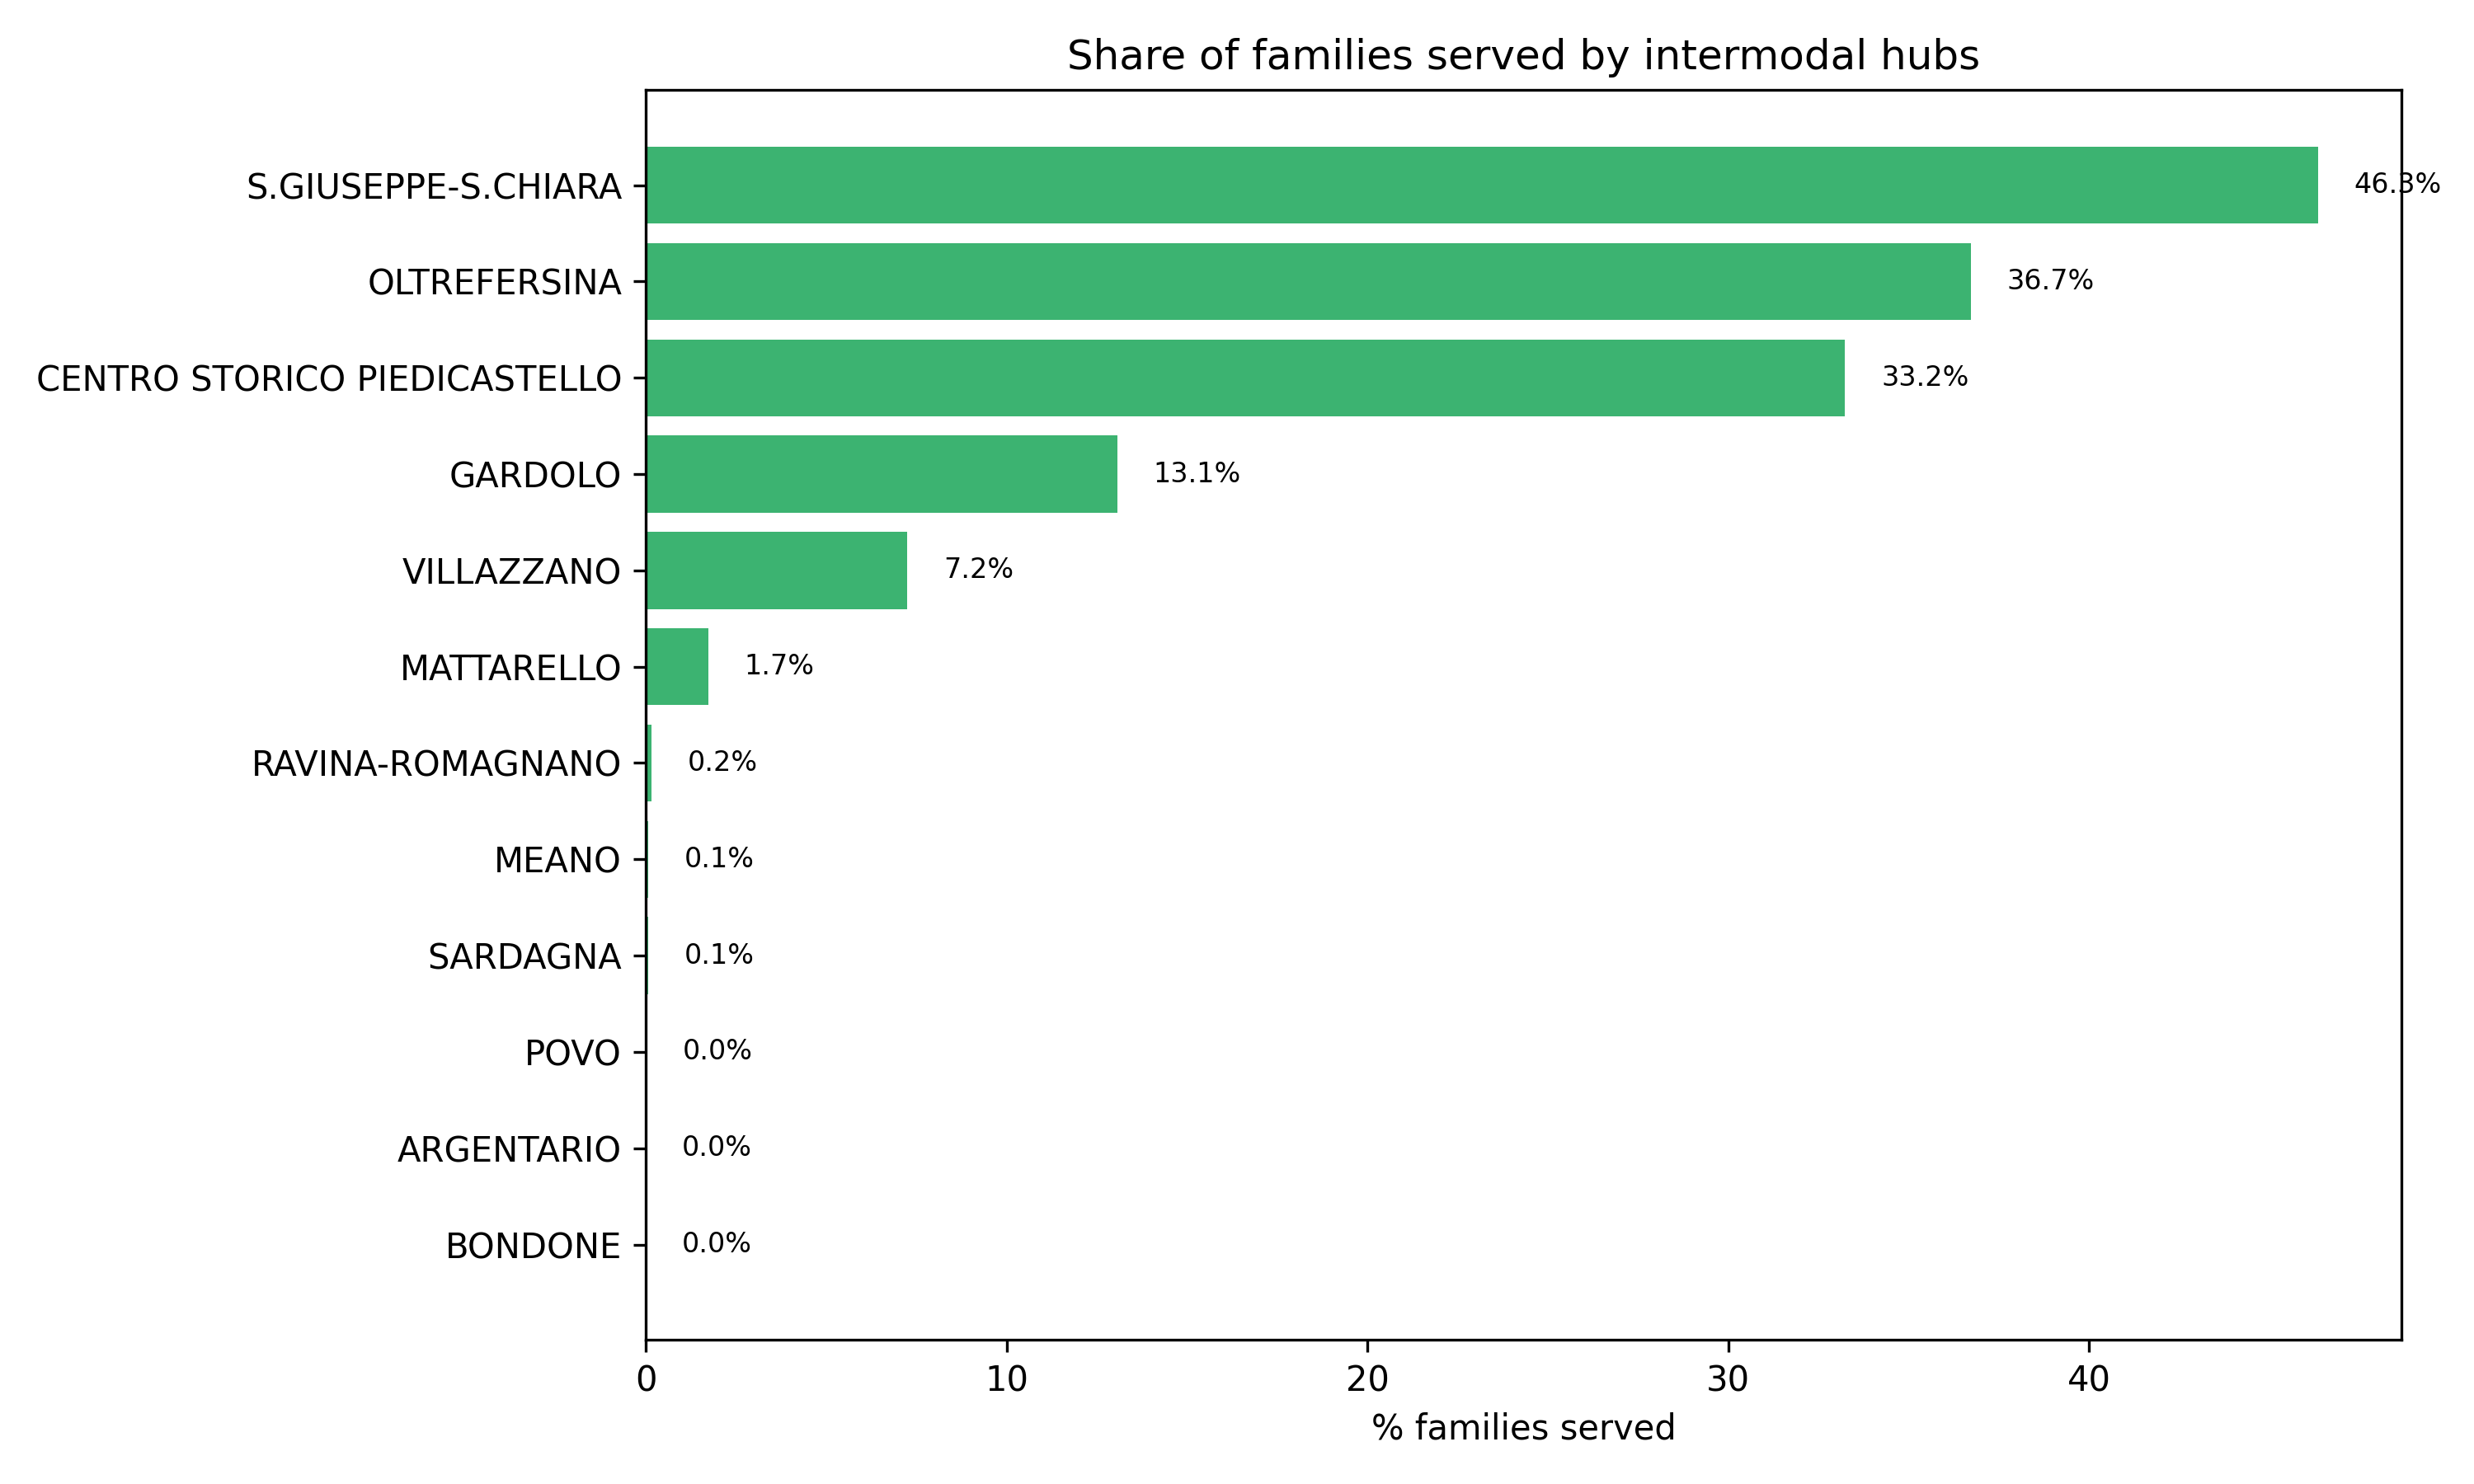 Share of families served by intermodal hubs
S.GIUSEPPE-S.CHIARA 46.3%
OLTREFERSINA 36.7%
CENTRO STORICO PIEDICASTELLO 33.2%
GARDOLO 13.1%
VILLAZZANO 7.2%
MATTARELLO 1.7%
RAVINA-ROMAGNANO 0.2%
MEANO 0.1%
SARDAGNA 0.1%
POVO 0.0%
ARGENTARIO 0.0%
BONDONE 0.0%
0 10 20 30 40
% families served